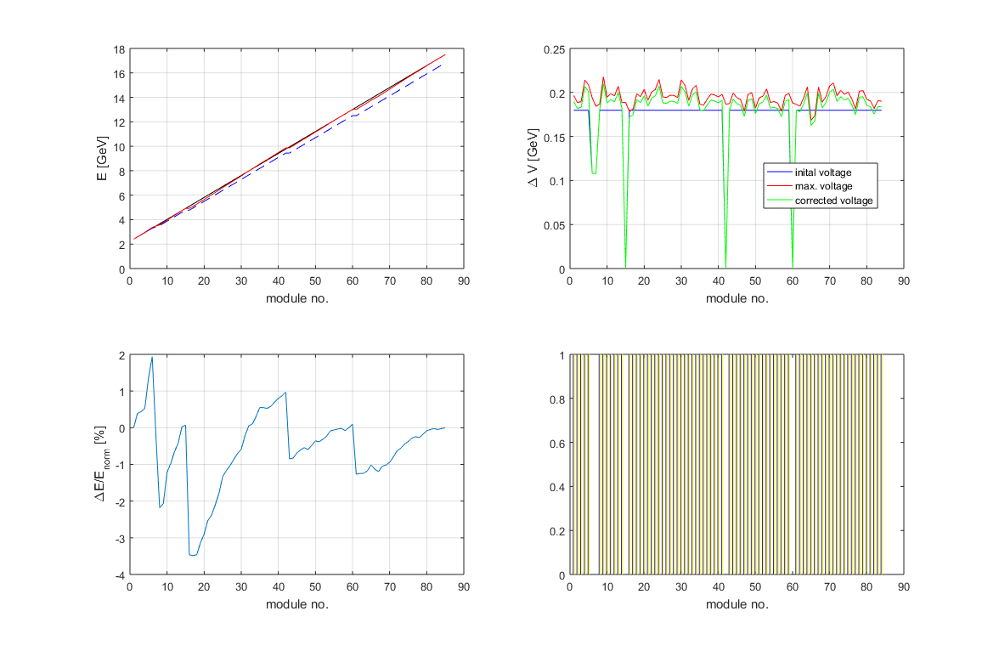 18
16
14
12
10
8
6
4
2
0
E [GeV]
0 10 20 30 40 50 60 70 80 90
module no.
0.25
0.2
0.15
0.1
0.05
0
Δ V [GeV]
inital voltage
max. voltage
corrected voltage
0 10 20 30 40 50 60 70 80 90
module no.
2
1
0
-1
-2
-3
-4
ΔE/Enorm [%]
0 10 20 30 40 50 60 70 80 90
module no.
1
0.8
0.6
0.4
0.2
0
0 10 20 30 40 50 60 70 80 90
module no.